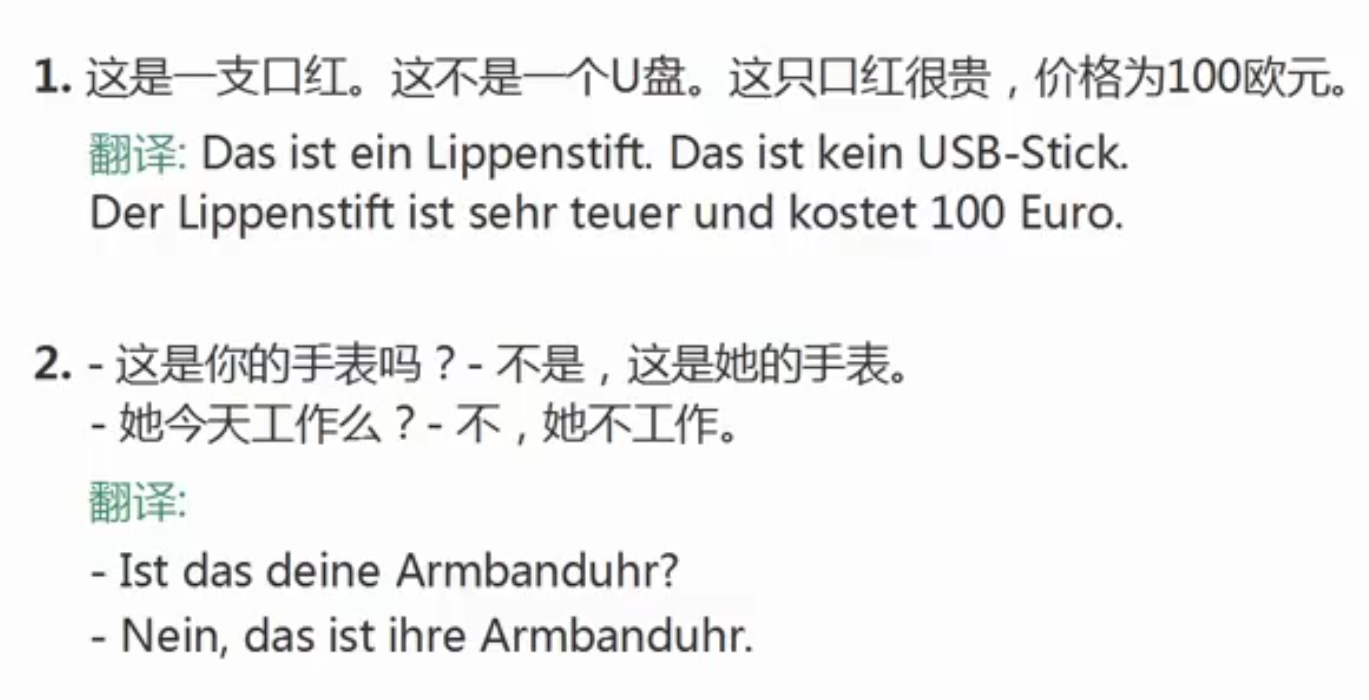 1. 这是一支口红。这不是一个U盘。这只口红很贵，价格为100欧元。
翻译: Das ist ein Lippenstift. Das ist kein USB-Stick.
Der Lippenstift ist sehr teuer und kostet 100 Euro.
2. - 这是你的手表吗？- 不是，这是她的手表。
- 她今天工作么？- 不，她不工作。
翻译:
- Ist das deine Armbanduhr?
- Nein, das ist ihre Armbanduhr.